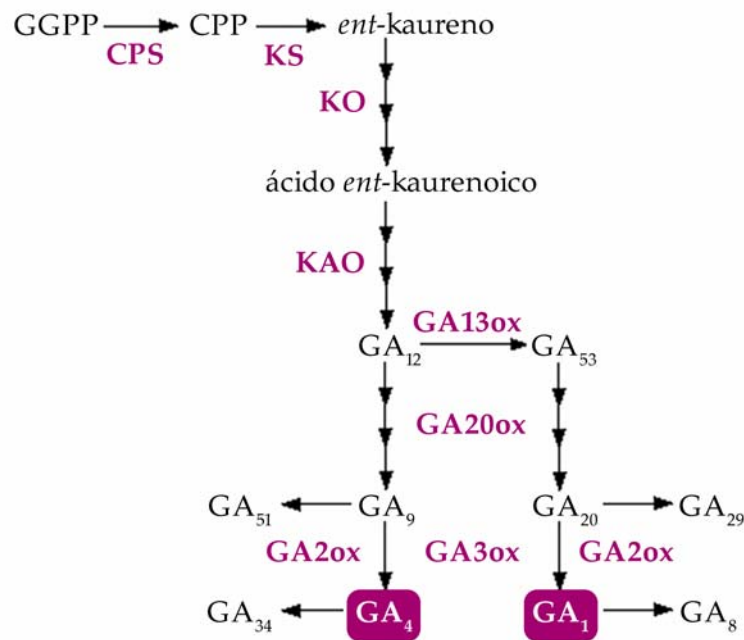 GGPP CPP ent-kaureno
CPS KS
KO
ácido ent-kaurenoico
KAO
GA13ox
GA₁₂ GA₅₃
GA20ox
GA₅₁ GA₉ GA₂₀ GA₂₉
GA2ox GA3ox GA2ox
GA₃₄ GA₄ GA₁ GA₈